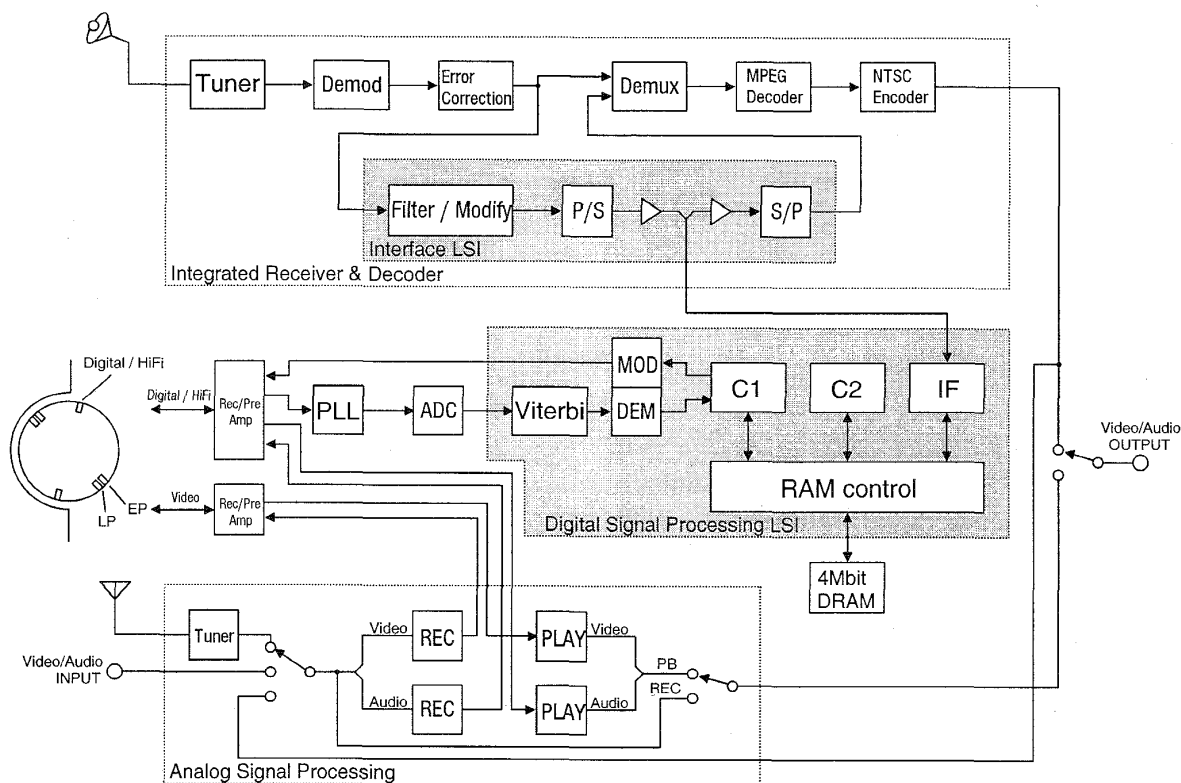 Tuner
Demod
Error
Correction
Demux
MPEG
Decoder
NTSC
Encoder
Filter / Modify
P/S
S/P
Interface LSI
Integrated Receiver & Decoder
Digital / HiFi
Digital / HiFi
Rec/Pre
Amp
PLL
ADC
Viterbi
MOD
DEM
C1
C2
IF
RAM control
Digital Signal Processing LSI
4Mbit
DRAM
Video/Audio
OUTPUT
LP
EP
Video
Rec/Pre
Amp
Tuner
Video/Audio
INPUT
Video
REC
Audio
REC
PLAY
Video
PLAY
Audio
PB
REC
Analog Signal Processing